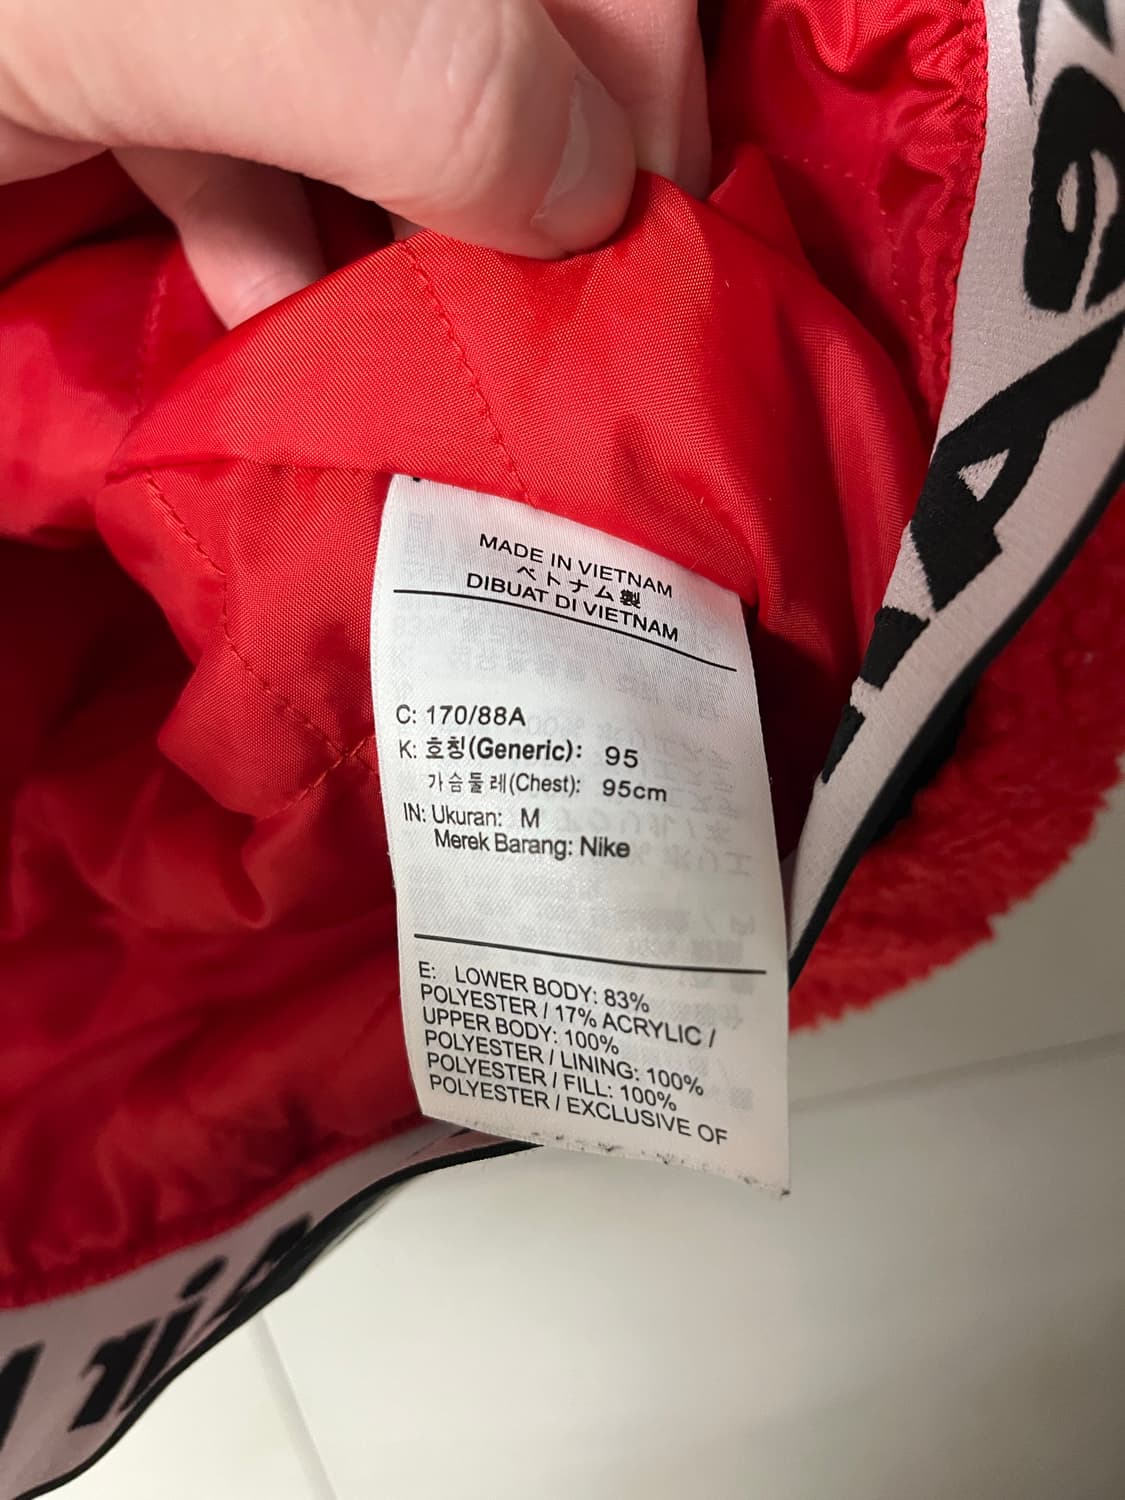 MADE IN VIETNAM
ベトナム製
DIBUAT DI VIETNAM
C: 170/88A
K: 호칭(Generic): 95
가슴둘레(Chest): 95cm
IN: Ukuran: M
Merek Barang: Nike
E: LOWER BODY: 83%
POLYESTER / 17% ACRYLIC /
UPPER BODY: 100%
POLYESTER / LINING: 100%
POLYESTER / FILL: 100%
POLYESTER / EXCLUSIVE OF